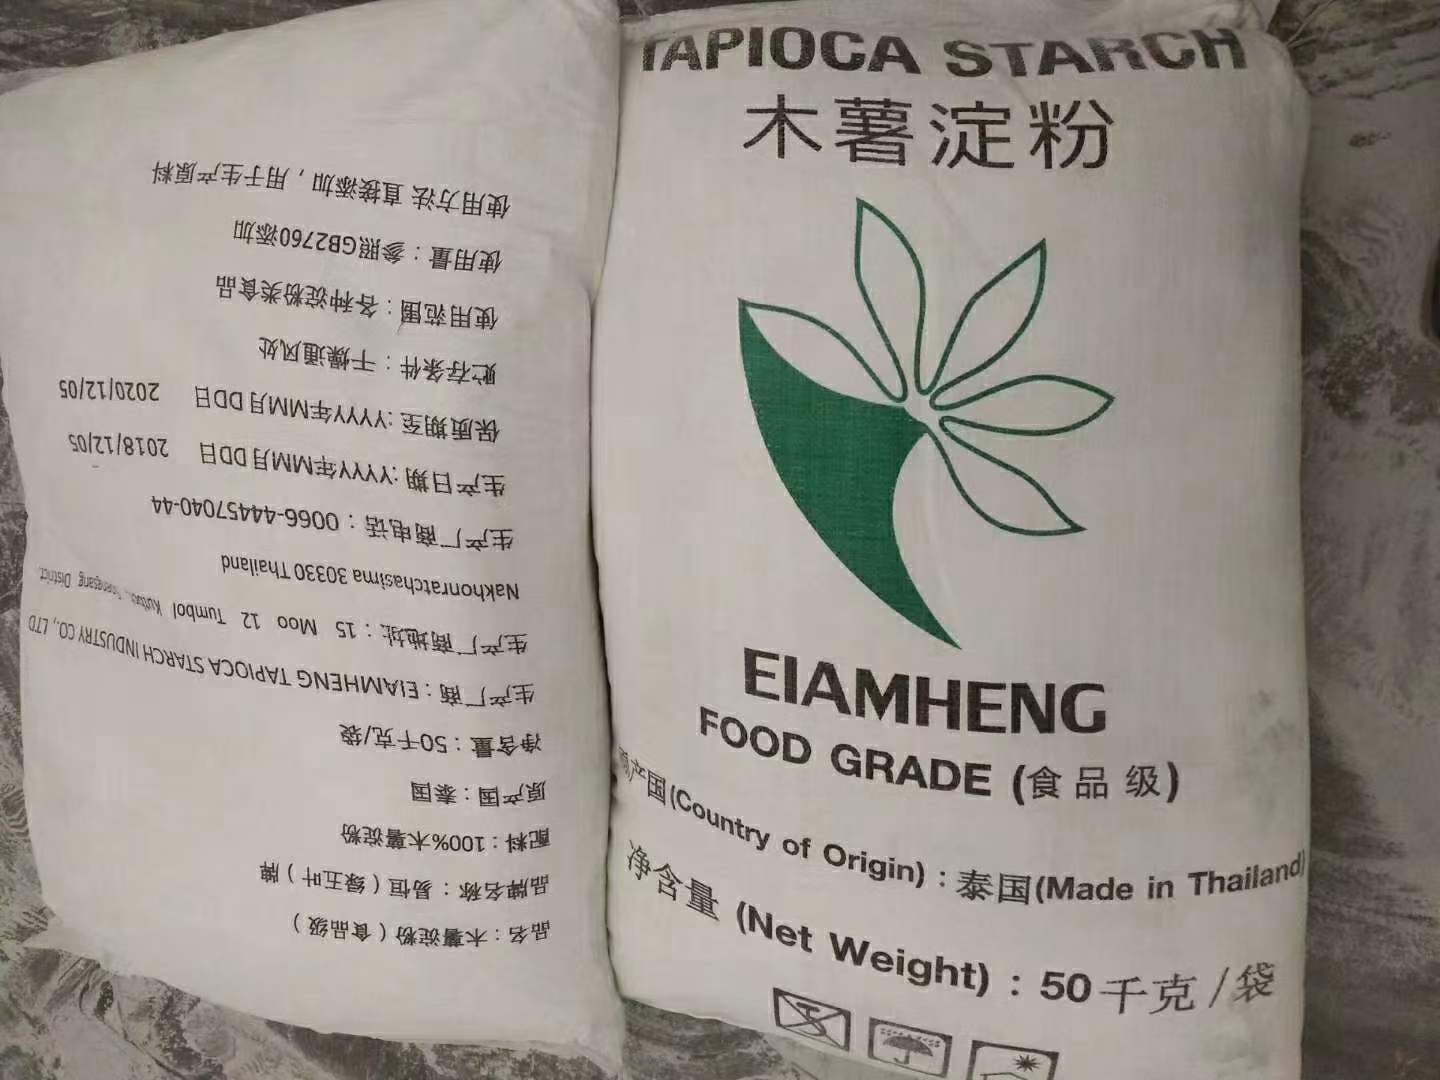 TAPIOCA STARCH
木薯淀粉
EIAMHENG
FOOD GRADE (食品级)
原产国(Country of Origin)：泰国(Made in Thailand)
净含量 (Net Weight)：50千克/袋
品名：木薯淀粉（食品级）
品牌名称：易恒（绿五叶）牌
配料：100%木薯淀粉
原产国：泰国
净含量：50千克/袋
生产厂商：EIAMHENG TAPIOCA STARCH INDUSTRY CO., LTD
生产厂商地址：15 Moo 12 Tumbol District,
Nakhonratchasima 30330 Thailand
生产厂商电话：0066-44457040-44
生产日期:YYYY年MM月DD日 2018/12/05
保质期至:YYYY年MM月DD日 2020/12/05
贮存条件：干燥通风处
使用范围：各种淀粉类食品
使用量：参照GB2760添加
使用方法 直接添加，用于生产原料